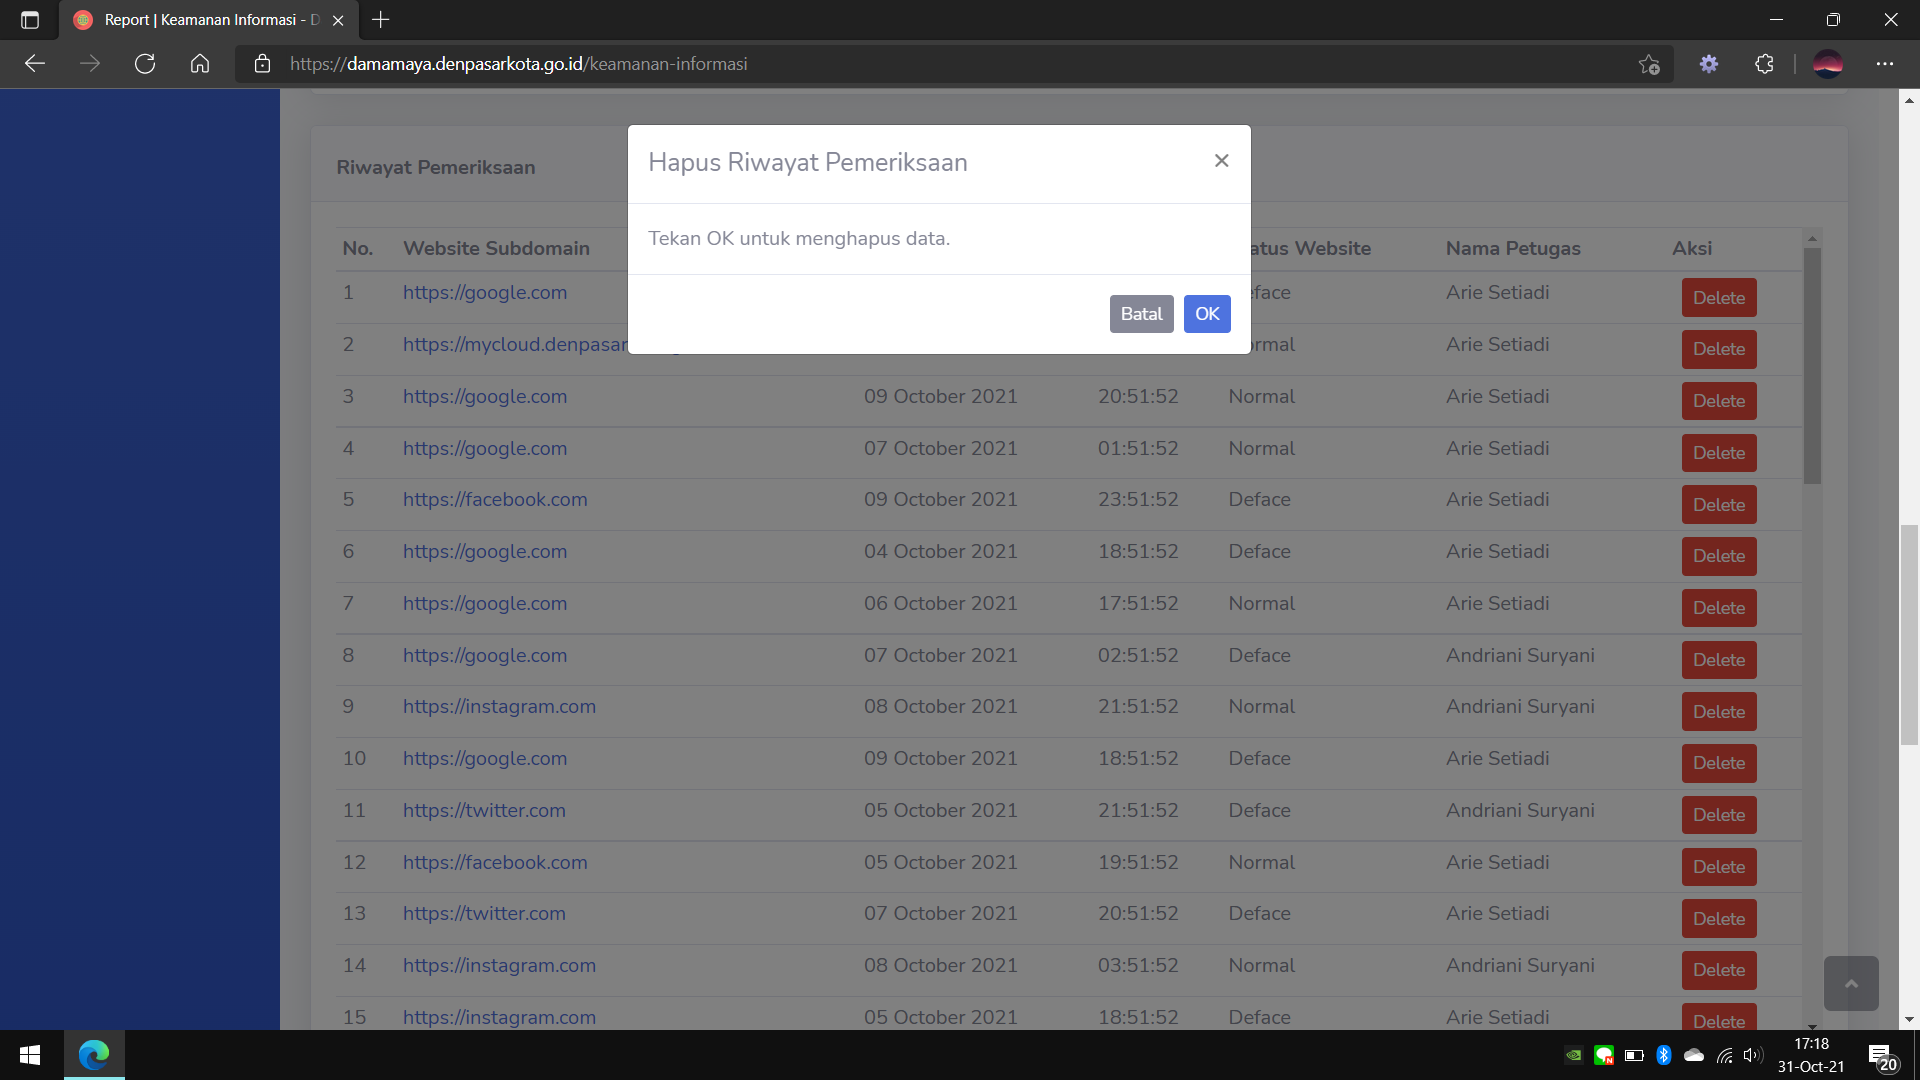 Report | Keamanan Informasi - D
https://damamaya.denpasarkota.go.id/keamanan-informasi
Hapus Riwayat Pemeriksaan ×
Tekan OK untuk menghapus data.
Batal OK
Riwayat Pemeriksaan
No. Website Subdomain Website Nama Petugas Aksi
1 https://google.com Arie Setiadi Delete
2 Arie Setiadi Delete
3 https://google.com 09 October 2021 20:51:52 Normal Arie Setiadi Delete
4 https://google.com 07 October 2021 01:51:52 Normal Arie Setiadi Delete
5 https://facebook.com 09 October 2021 23:51:52 Deface Arie Setiadi Delete
6 https://google.com 04 October 2021 18:51:52 Deface Arie Setiadi Delete
7 https://google.com 06 October 2021 17:51:52 Normal Arie Setiadi Delete
8 https://google.com 07 October 2021 02:51:52 Deface Andriani Suryani Delete
9 https://instagram.com 08 October 2021 21:51:52 Normal Andriani Suryani Delete
10 https://google.com 09 October 2021 18:51:52 Deface Arie Setiadi Delete
11 https://twitter.com 05 October 2021 21:51:52 Deface Andriani Suryani Delete
12 https://facebook.com 05 October 2021 19:51:52 Normal Arie Setiadi Delete
13 https://twitter.com 07 October 2021 20:51:52 Deface Arie Setiadi Delete
14 https://instagram.com 08 October 2021 03:51:52 Normal Andriani Suryani Delete
15 https://instagram.com 05 October 2021 18:51:52 Deface Arie Setiadi Delete
17:18
31-Oct-21
20